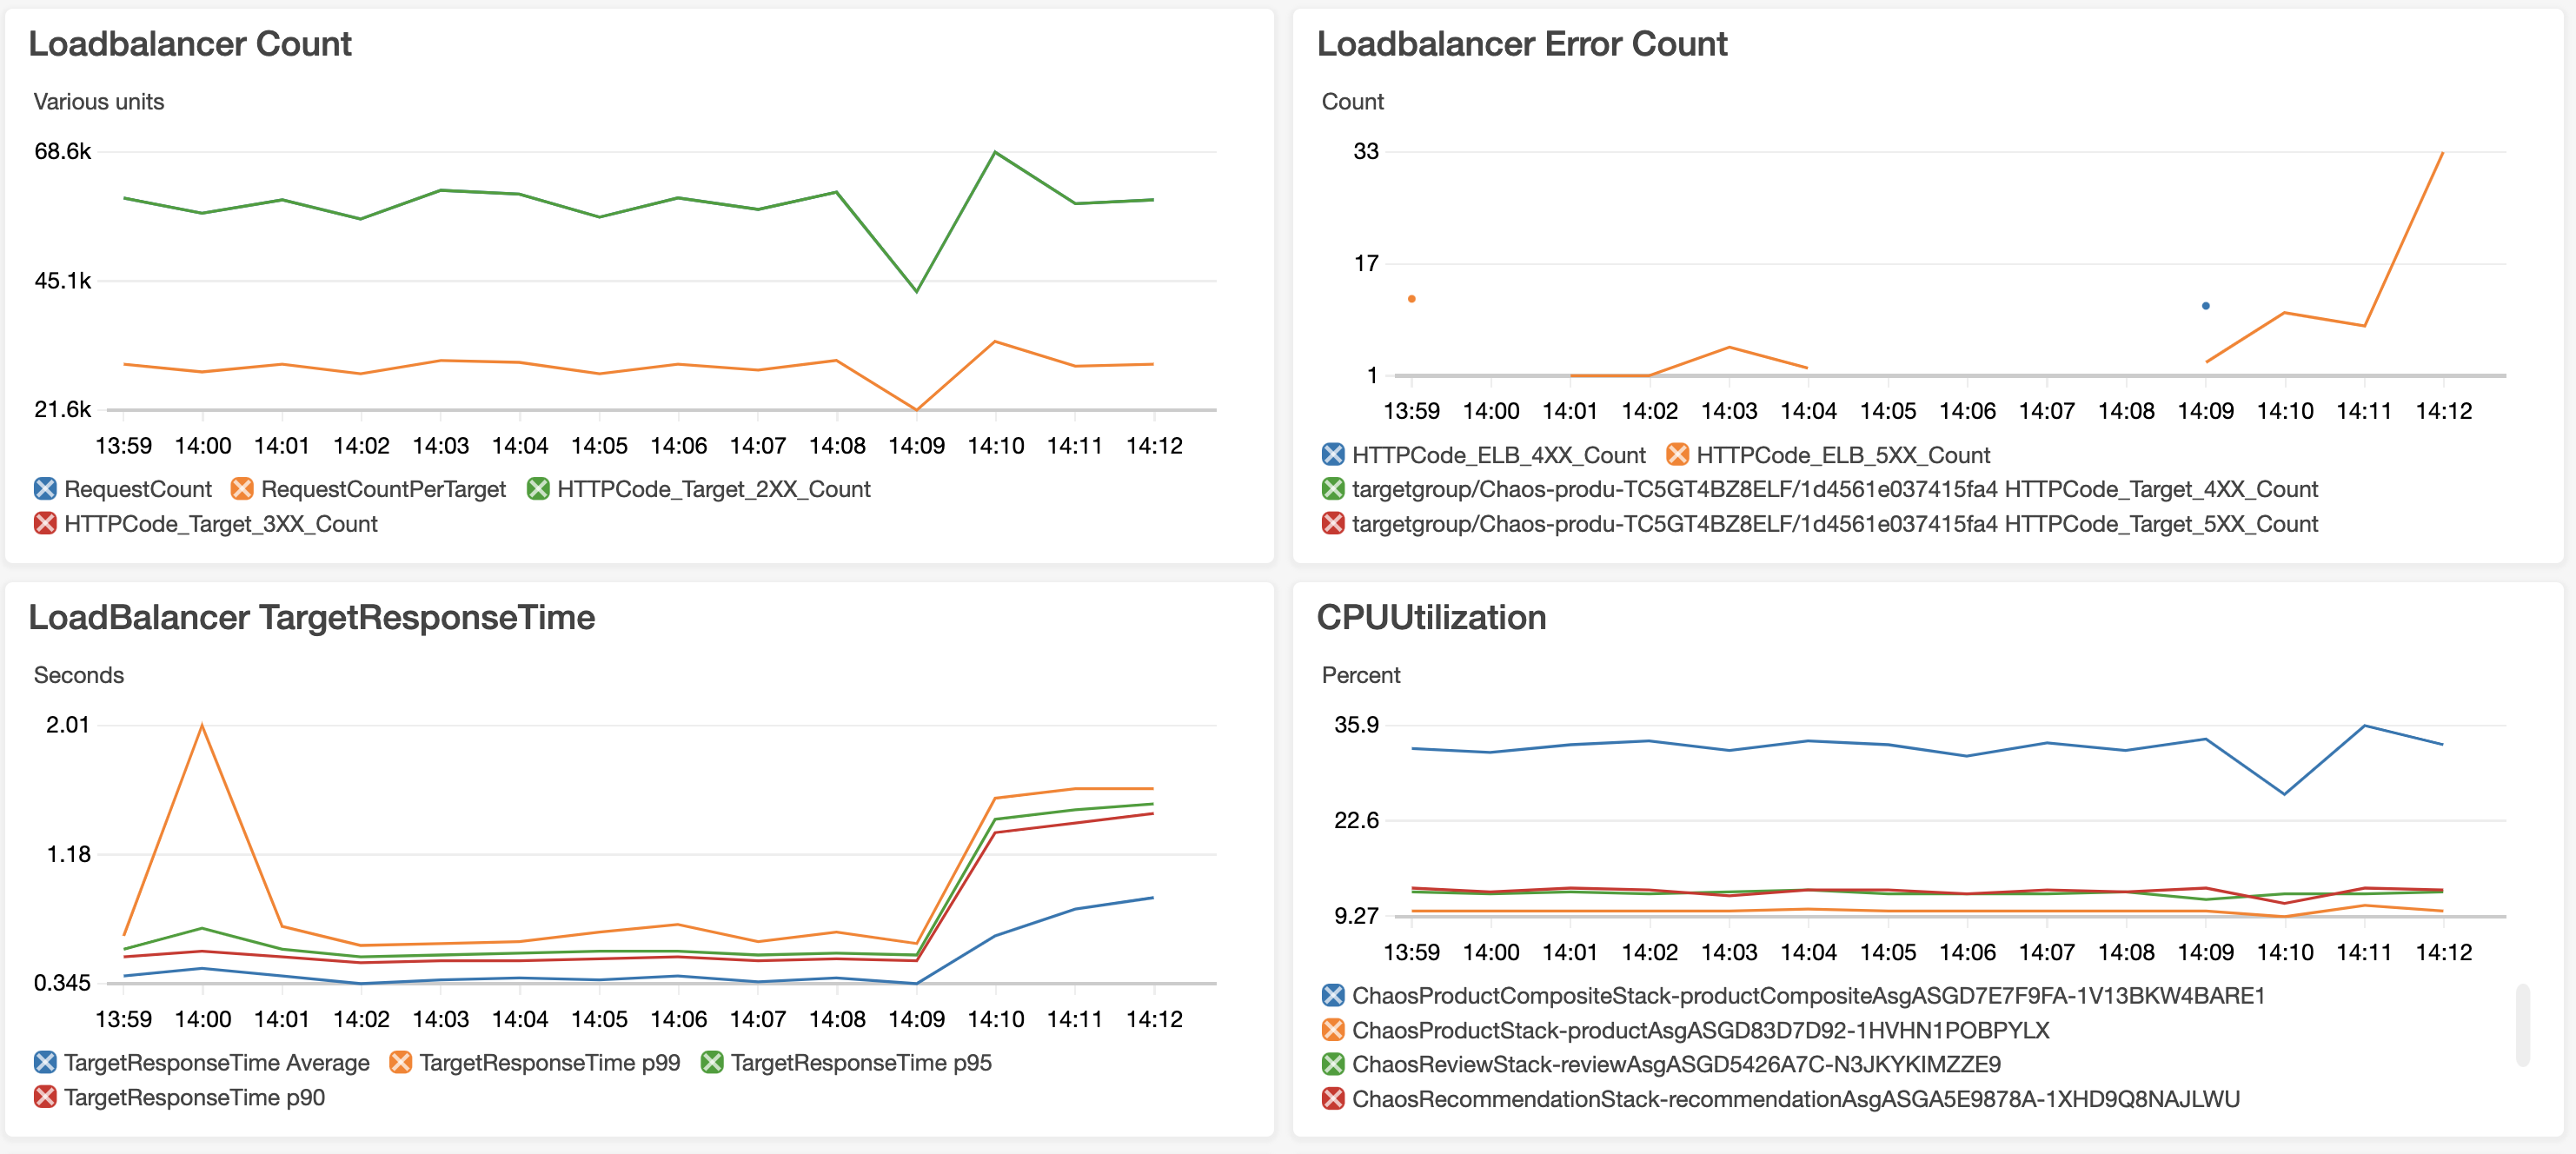 Loadbalancer Count
Various units
68.6k
45.1k
21.6k
13:59 14:00 14:01 14:02 14:03 14:04 14:05 14:06 14:07 14:08 14:09 14:10 14:11 14:12
RequestCount RequestCountPerTarget HTTPCode_Target_2XX_Count
HTTPCode_Target_3XX_Count
Loadbalancer Error Count
Count
33
17
1
13:59 14:00 14:01 14:02 14:03 14:04 14:05 14:06 14:07 14:08 14:09 14:10 14:11 14:12
HTTPCode_ELB_4XX_Count HTTPCode_ELB_5XX_Count
targetgroup/Chaos-produ-TC5GT4BZ8ELF/1d4561e037415fa4 HTTPCode_Target_4XX_Count
targetgroup/Chaos-produ-TC5GT4BZ8ELF/1d4561e037415fa4 HTTPCode_Target_5XX_Count
LoadBalancer TargetResponseTime
Seconds
2.01
1.18
0.345
13:59 14:00 14:01 14:02 14:03 14:04 14:05 14:06 14:07 14:08 14:09 14:10 14:11 14:12
TargetResponseTime Average TargetResponseTime p99 TargetResponseTime p95
TargetResponseTime p90
CPUUtilization
Percent
35.9
22.6
9.27
13:59 14:00 14:01 14:02 14:03 14:04 14:05 14:06 14:07 14:08 14:09 14:10 14:11 14:12
ChaosProductCompositeStack-productCompositeAsgASGD7E7F9FA-1V13BKW4BARE1
ChaosProductStack-productAsgASGD83D7D92-1HVHN1POBPYLX
ChaosReviewStack-reviewAsgASGD5426A7C-N3JKYKIMZZE9
ChaosRecommendationStack-recommendationAsgASGA5E9878A-1XHD9Q8NAJLWU